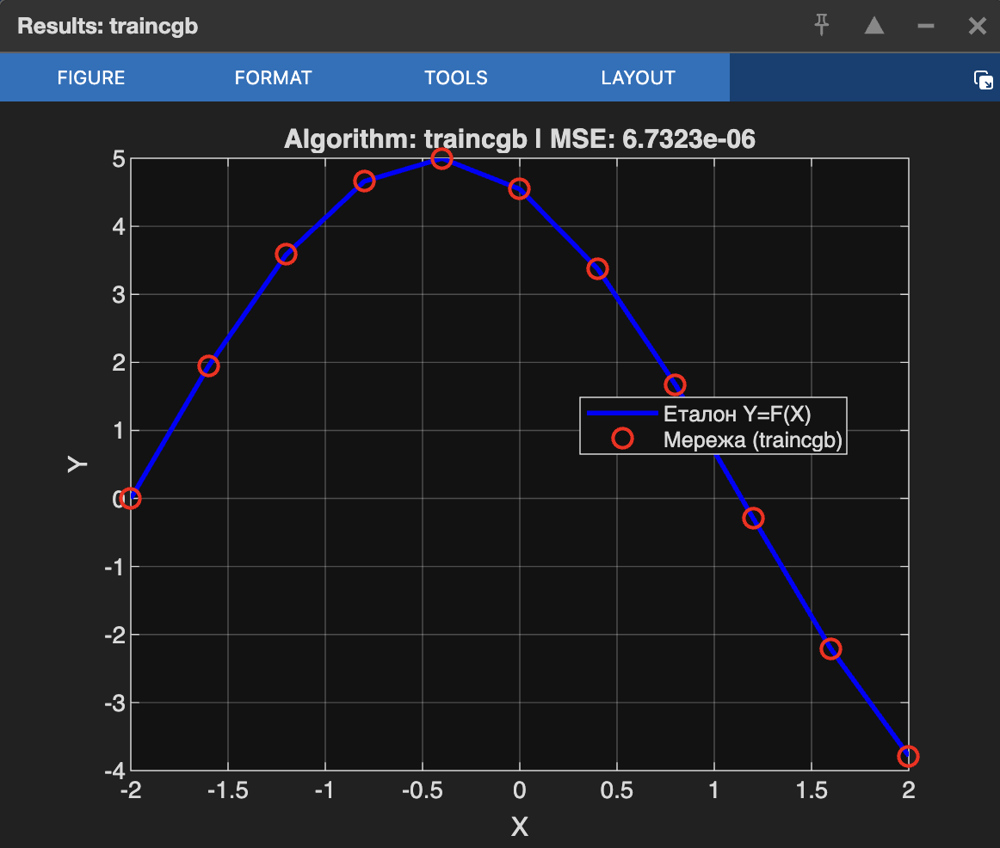 Results: traincgb
FIGURE FORMAT TOOLS LAYOUT
Algorithm: traincgb | MSE: 6.7323e-06
5
4
3
2
1
0
-1
-2
-3
-4
Y
Еталон Y=F(X)
Мережа (traincgb)
-2 -1.5 -1 -0.5 0 0.5 1 1.5 2
X